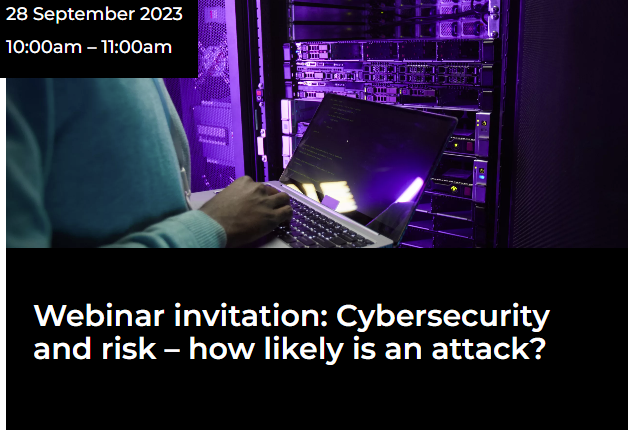 28 September 2023
10:00am – 11:00am
Webinar invitation: Cybersecurity
and risk – how likely is an attack?